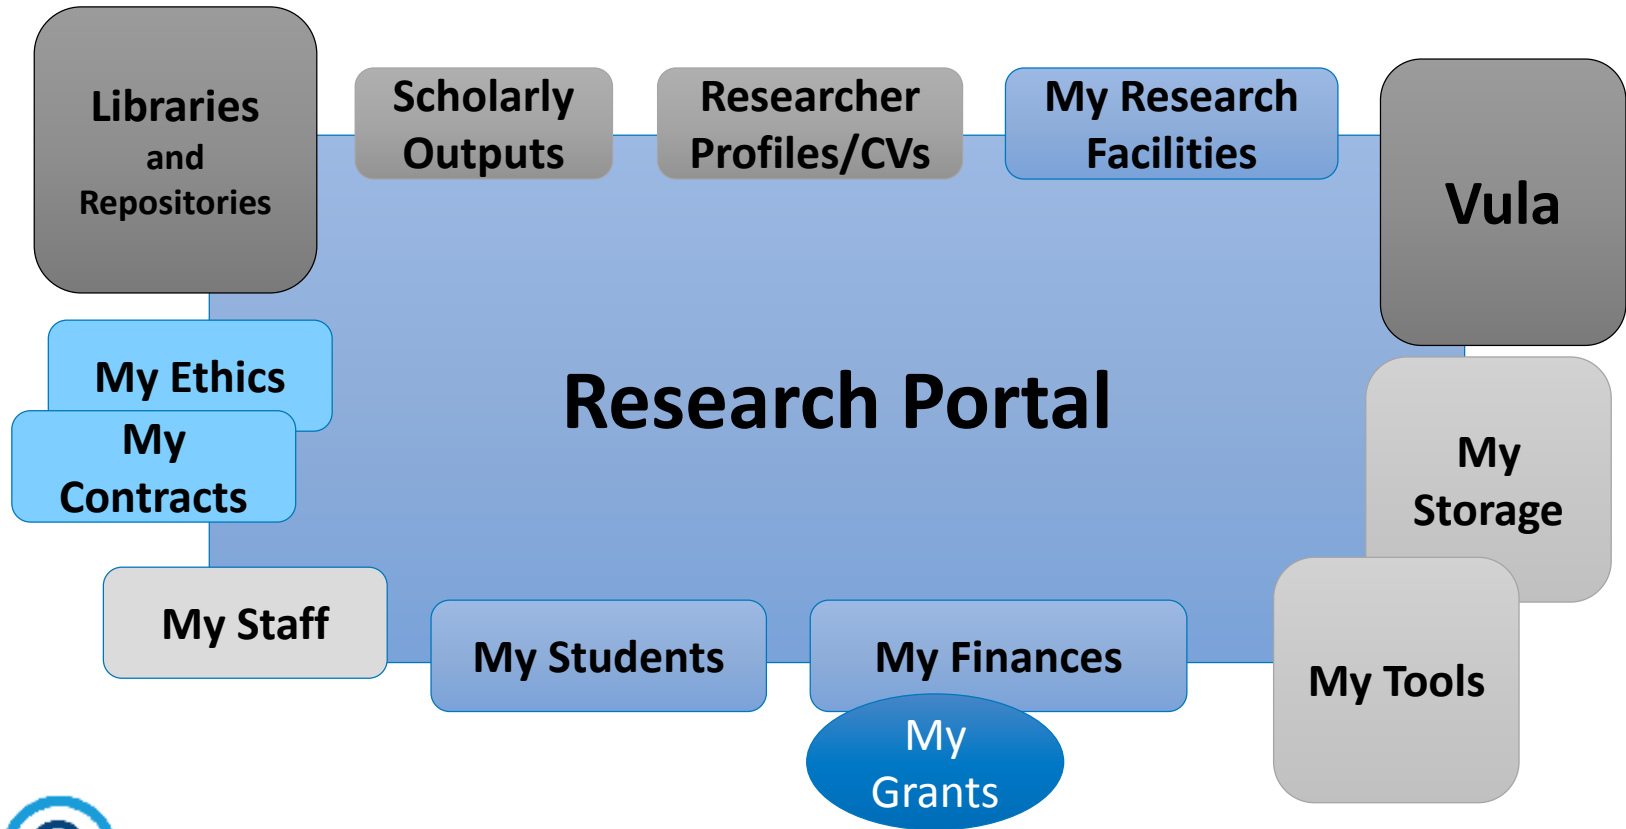 Libraries
and
Repositories
Scholarly
Outputs
Researcher
Profiles/CVs
My Research
Facilities
Vula
My Ethics
My
Contracts
Research Portal
My
Storage
My Staff
My Students
My Finances
My Tools
My
Grants